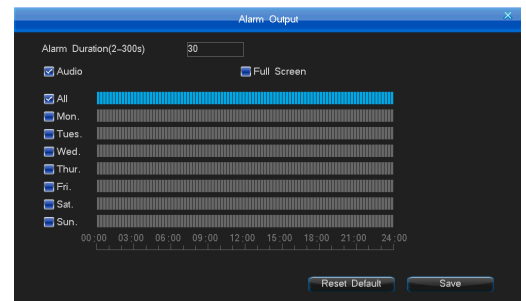 Alarm Output
Alarm Duration(2-300s) 30
Audio Full Screen
All
Mon.
Tues.
Wed.
Thur.
Fri.
Sat.
Sun.
00:00 03:00 06:00 09:00 12:00 15:00 18:00 21:00 24:00
Reset Default Save